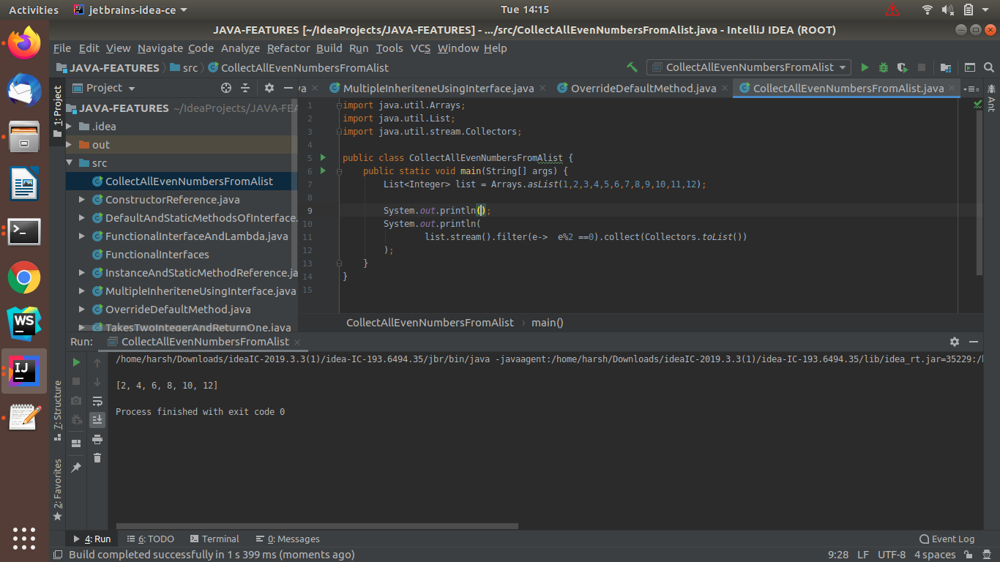 Activities
jetbrains-idea-ce
Tue 14:15
JAVA-FEATURES [~/IdeaProjects/JAVA-FEATURES] - .../src/CollectAllEvenNumbersFromAlist.java - IntelliJ IDEA (ROOT)
File Edit View Navigate Code Analyze Refactor Build Run Tools VCS Window Help
JAVA-FEATURES src CollectAllEvenNumbersFromAlist
CollectAllEvenNumbersFromAlist
1: Project
Project
JAVA-FEATURES ~/IdeaProjects/JAVA-FEA
.idea
out
src
CollectAllEvenNumbersFromAlist
ConstructorReference.java
DefaultAndStaticMethodsOfInterface.
FunctionalInterfaceAndLambda.java
FunctionalInterfaces
InstanceAndStaticMethodReference.ja
MultipleInheriteneUsingInterface.java
OverrideDefaultMethod.java
TakesTwoIntegerAndReturnOne.java
va
MultipleInheriteneUsingInterface.java
OverrideDefaultMethod.java
CollectAllEvenNumbersFromAlist.java
6
Ant
1 import java.util.Arrays;
2 import java.util.List;
3 import java.util.stream.Collectors;
4
5 public class CollectAllEvenNumbersFromAlist {
6 public static void main(String[] args) {
7 List<Integer> list = Arrays.asList(1,2,3,4,5,6,7,8,9,10,11,12);
8
9 System.out.println();
10 System.out.println(
11 list.stream().filter(e-> e%2 ==0).collect(Collectors.toList())
12 );
13 }
14 }
15
CollectAllEvenNumbersFromAlist main()
Run: CollectAllEvenNumbersFromAlist
/home/harsh/Downloads/ideaIC-2019.3.3(1)/idea-IC-193.6494.35/jbr/bin/java -javaagent:/home/harsh/Downloads/ideaIC-2019.3.3(1)/idea-IC-193.6494.35/lib/idea_rt.jar=35229:/h
[2, 4, 6, 8, 10, 12]
Process finished with exit code 0
7: Structure
2: Favorites
WS
IJ
4: Run
6: TODO
Terminal
0: Messages
Event Log
Build completed successfully in 1 s 399 ms (moments ago)
9:28 LF UTF-8 4 spaces